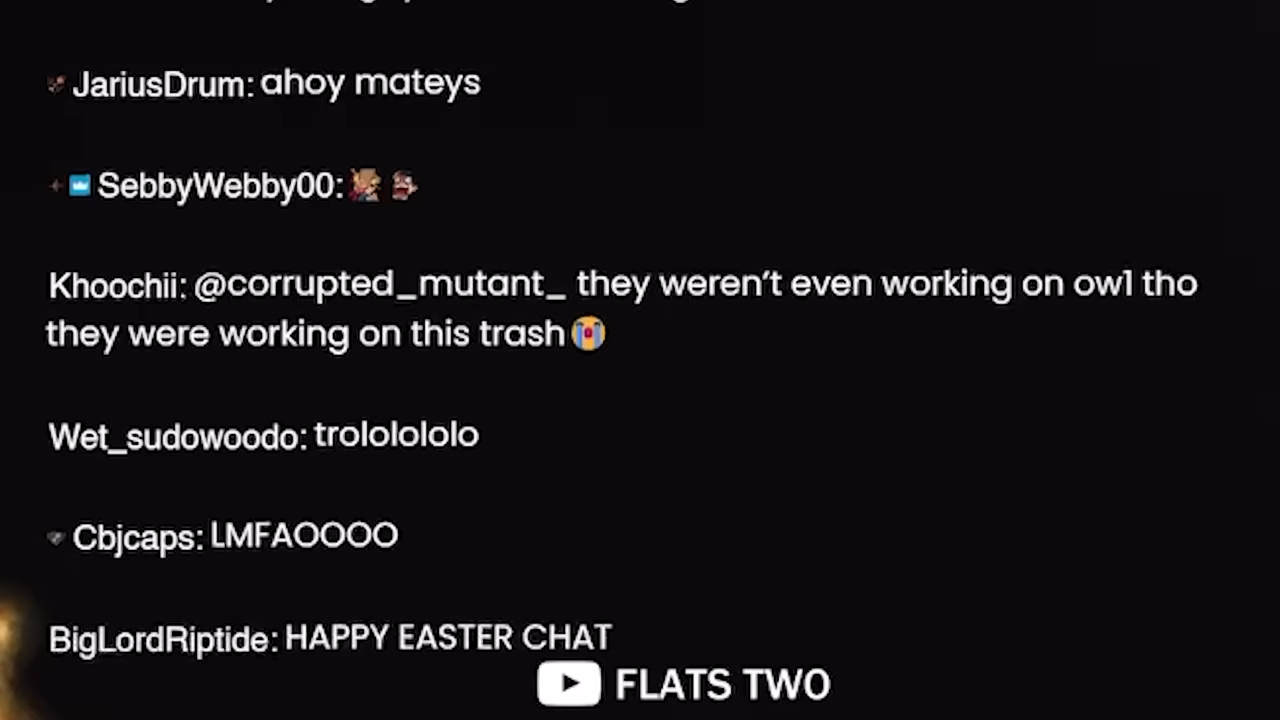 JariusDrum: ahoy mateys
SebbyWebby00:
Khoochii: @corrupted_mutant_ they weren't even working on ow1 tho
they were working on this trash
Wet_sudowoodo: trolololololo
Cbjcaps: LMFAOOOO
BigLordRiptide: HAPPY EASTER CHAT
FLATS TWO